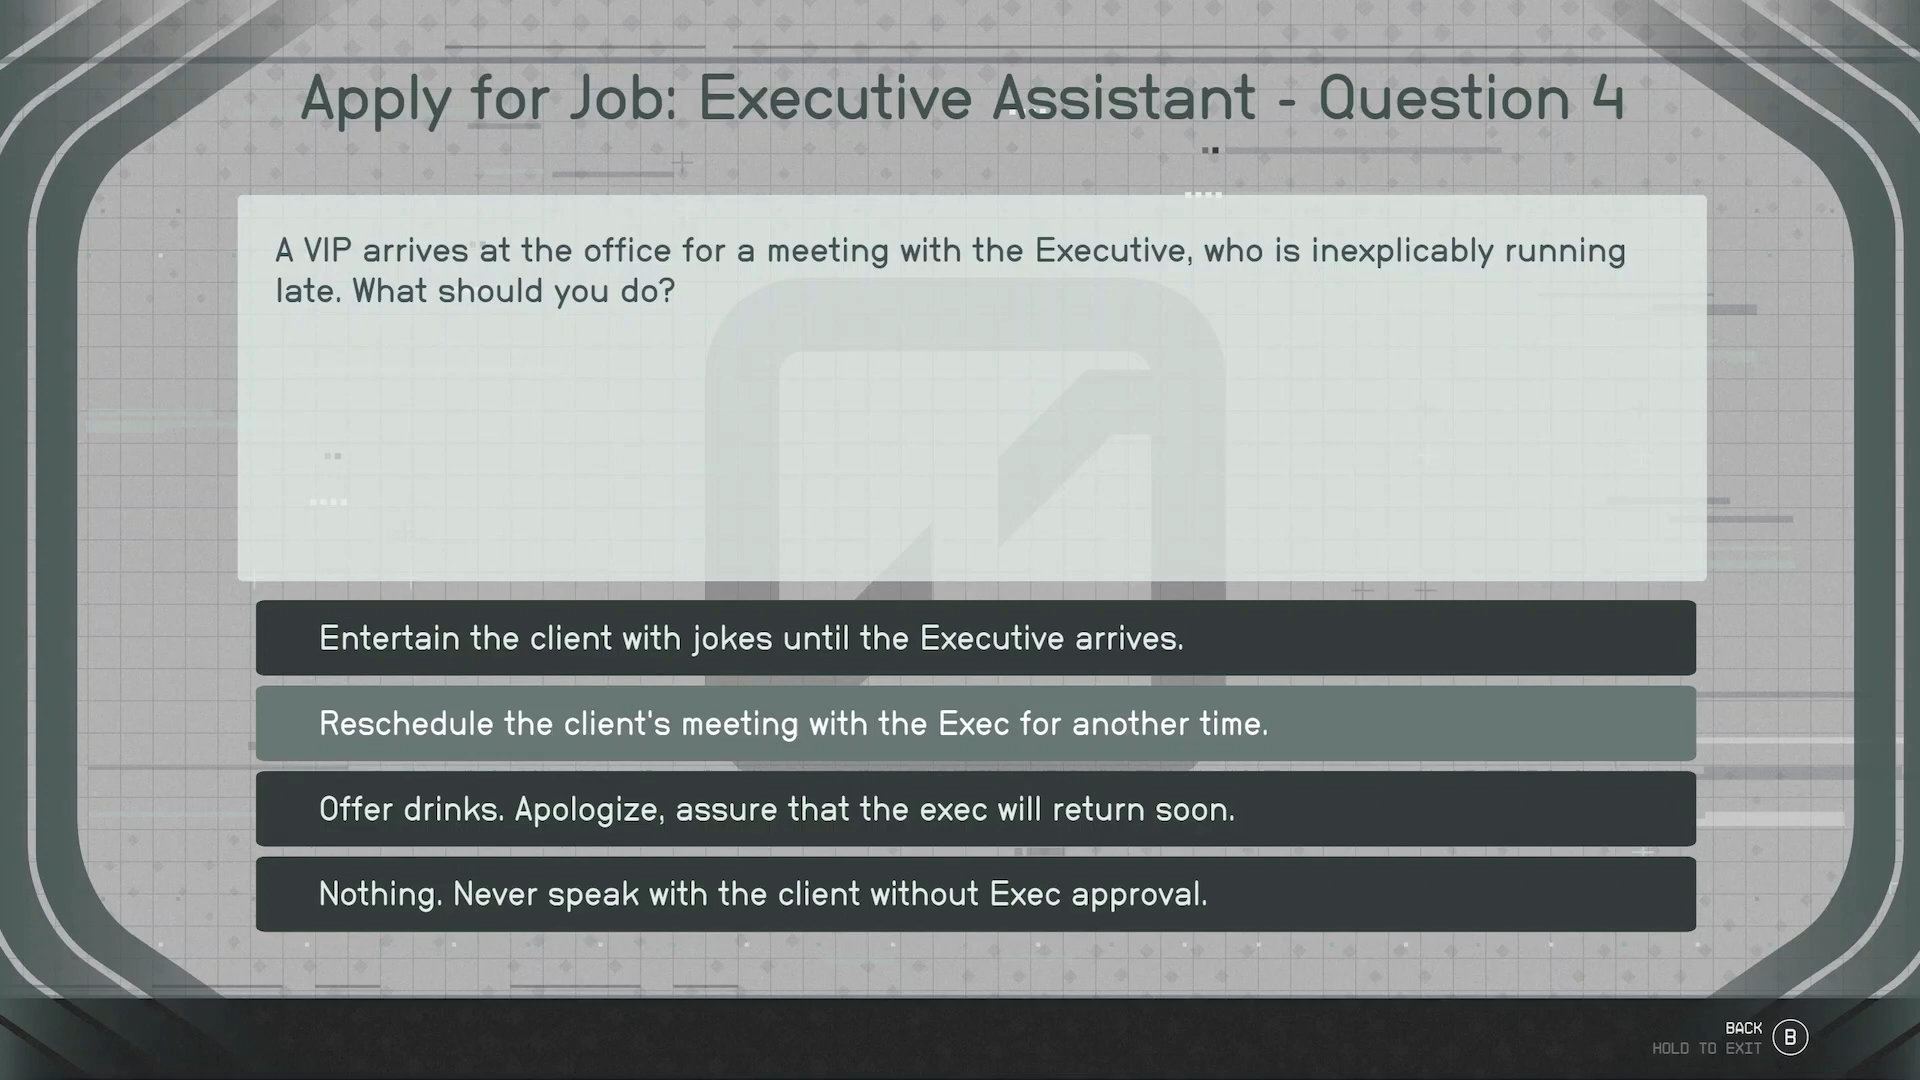 Apply for Job: Executive Assistant - Question 4
A VIP arrives at the office for a meeting with the Executive, who is inexplicably running
late. What should you do?
Entertain the client with jokes until the Executive arrives.
Reschedule the client's meeting with the Exec for another time.
Offer drinks. Apologize, assure that the exec will return soon.
Nothing. Never speak with the client without Exec approval.
BACK
HOLD TO EXIT
B